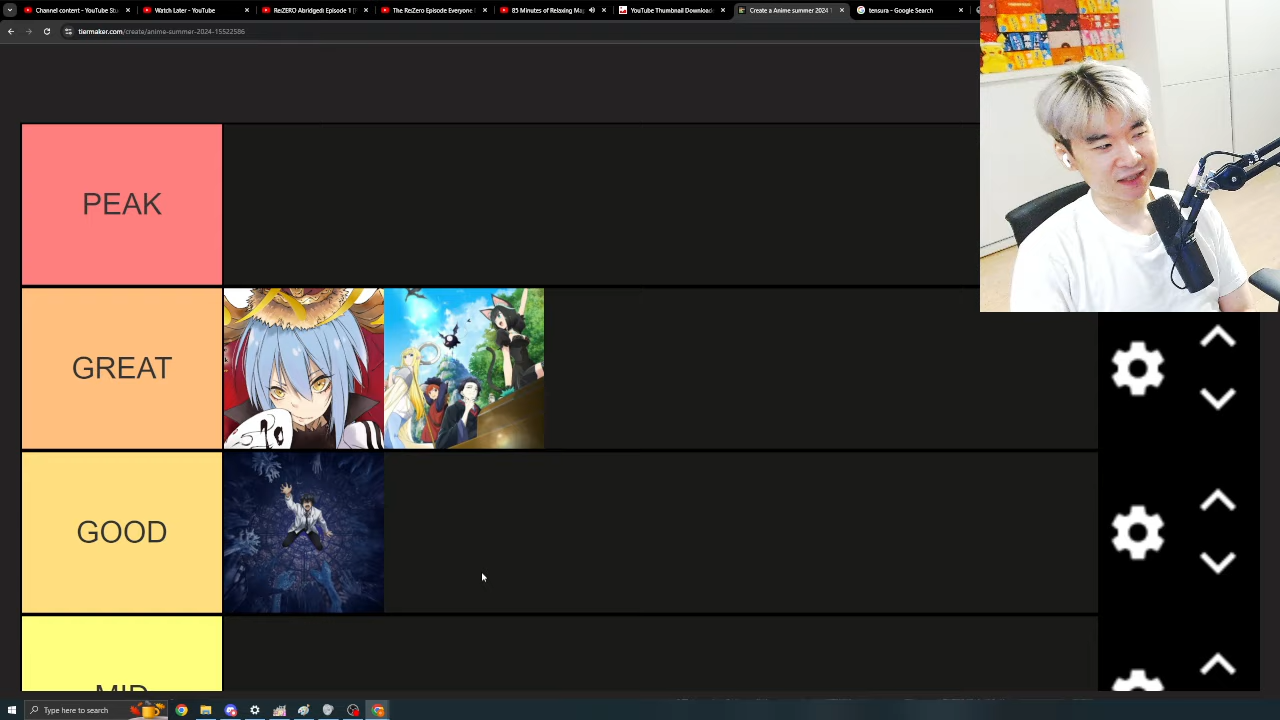 Channel content - YouTube Stu
Watch Later - YouTube
Re:ZERO Abridged Episode 1 [
The Re:Zero Episode Everyone
85 Minutes of Relaxing Ma
YouTube Thumbnail Download
Create a Anime summer 2024 T
tensura - Google Search
tiermaker.com/create/anime-summer-2024-15522586
PEAK
GREAT
GOOD
MID
Type here to search